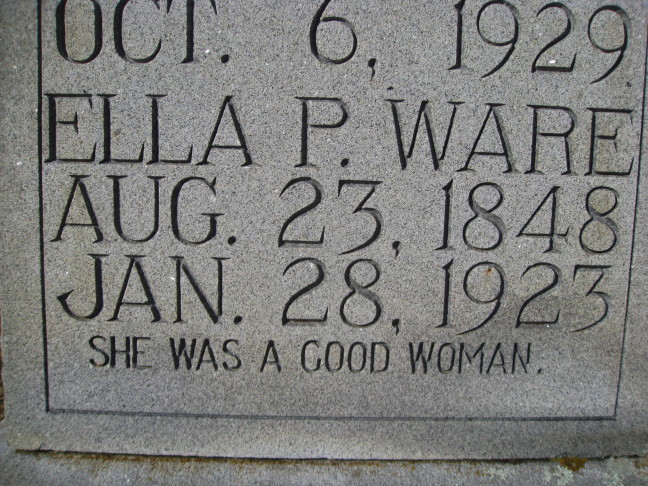 OCT. 6, 1929
ELLA P. WARE
AUG. 23, 1848
JAN. 28, 1923
SHE WAS A GOOD WOMAN.